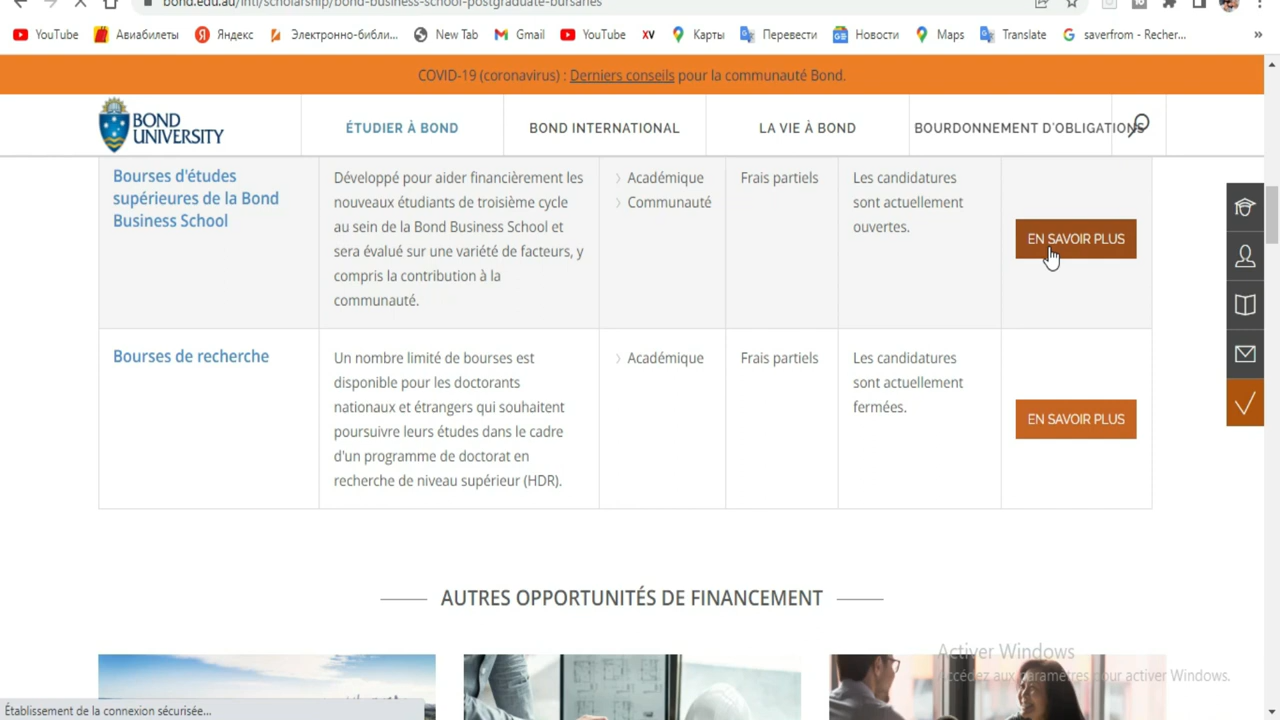 bond.edu.au/intl/scholarship/bond-business-school-postgraduate-bursaries
YouTube Авиабилеты Яндекс Электронно-библи... New Tab Gmail YouTube XV Карты Перевести Новости Maps Translate saverfrom - Recher... »
COVID-19 (coronavirus) : Derniers conseils pour la communauté Bond.
BOND
UNIVERSITY
ÉTUDIER À BOND
BOND INTERNATIONAL
LA VIE À BOND
BOURDONNEMENT D'OBLIGATIONS
Bourses d'études
supérieures de la Bond
Business School
Développé pour aider financièrement les
nouveaux étudiants de troisième cycle
au sein de la Bond Business School et
sera évalué sur une variété de facteurs, y
compris la contribution à la
communauté.
Académique
Communauté
Frais partiels
Les candidatures
sont actuellement
ouvertes.
EN SAVOIR PLUS
Bourses de recherche
Un nombre limité de bourses est
disponible pour les doctorants
nationaux et étrangers qui souhaitent
poursuivre leurs études dans le cadre
d'un programme de doctorat en
recherche de niveau supérieur (HDR).
Académique
Frais partiels
Les candidatures
sont actuellement
fermées.
EN SAVOIR PLUS
AUTRES OPPORTUNITÉS DE FINANCEMENT
Activer Windows
Accédez aux paramètres pour activer Windows.
Établissement de la connexion sécurisée...